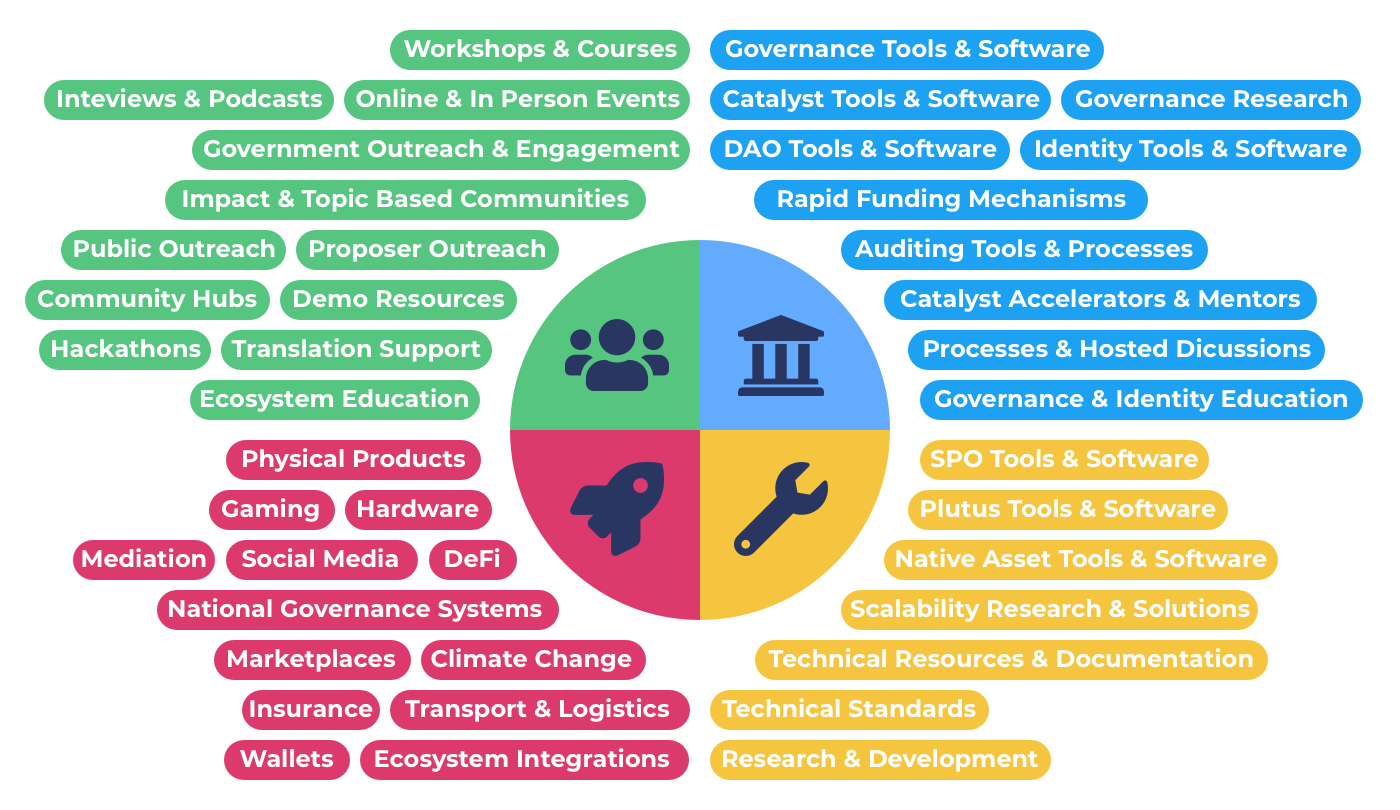 Workshops & Courses
Inteviews & Podcasts
Online & In Person Events
Government Outreach & Engagement
Impact & Topic Based Communities
Public Outreach
Proposer Outreach
Community Hubs
Demo Resources
Hackathons
Translation Support
Ecosystem Education
Governance Tools & Software
Catalyst Tools & Software
Governance Research
DAO Tools & Software
Identity Tools & Software
Rapid Funding Mechanisms
Auditing Tools & Processes
Catalyst Accelerators & Mentors
Processes & Hosted Dicussions
Governance & Identity Education
Physical Products
Gaming
Hardware
Mediation
Social Media
DeFi
National Governance Systems
Marketplaces
Climate Change
Insurance
Transport & Logistics
Wallets
Ecosystem Integrations
SPO Tools & Software
Plutus Tools & Software
Native Asset Tools & Software
Scalability Research & Solutions
Technical Resources & Documentation
Technical Standards
Research & Development